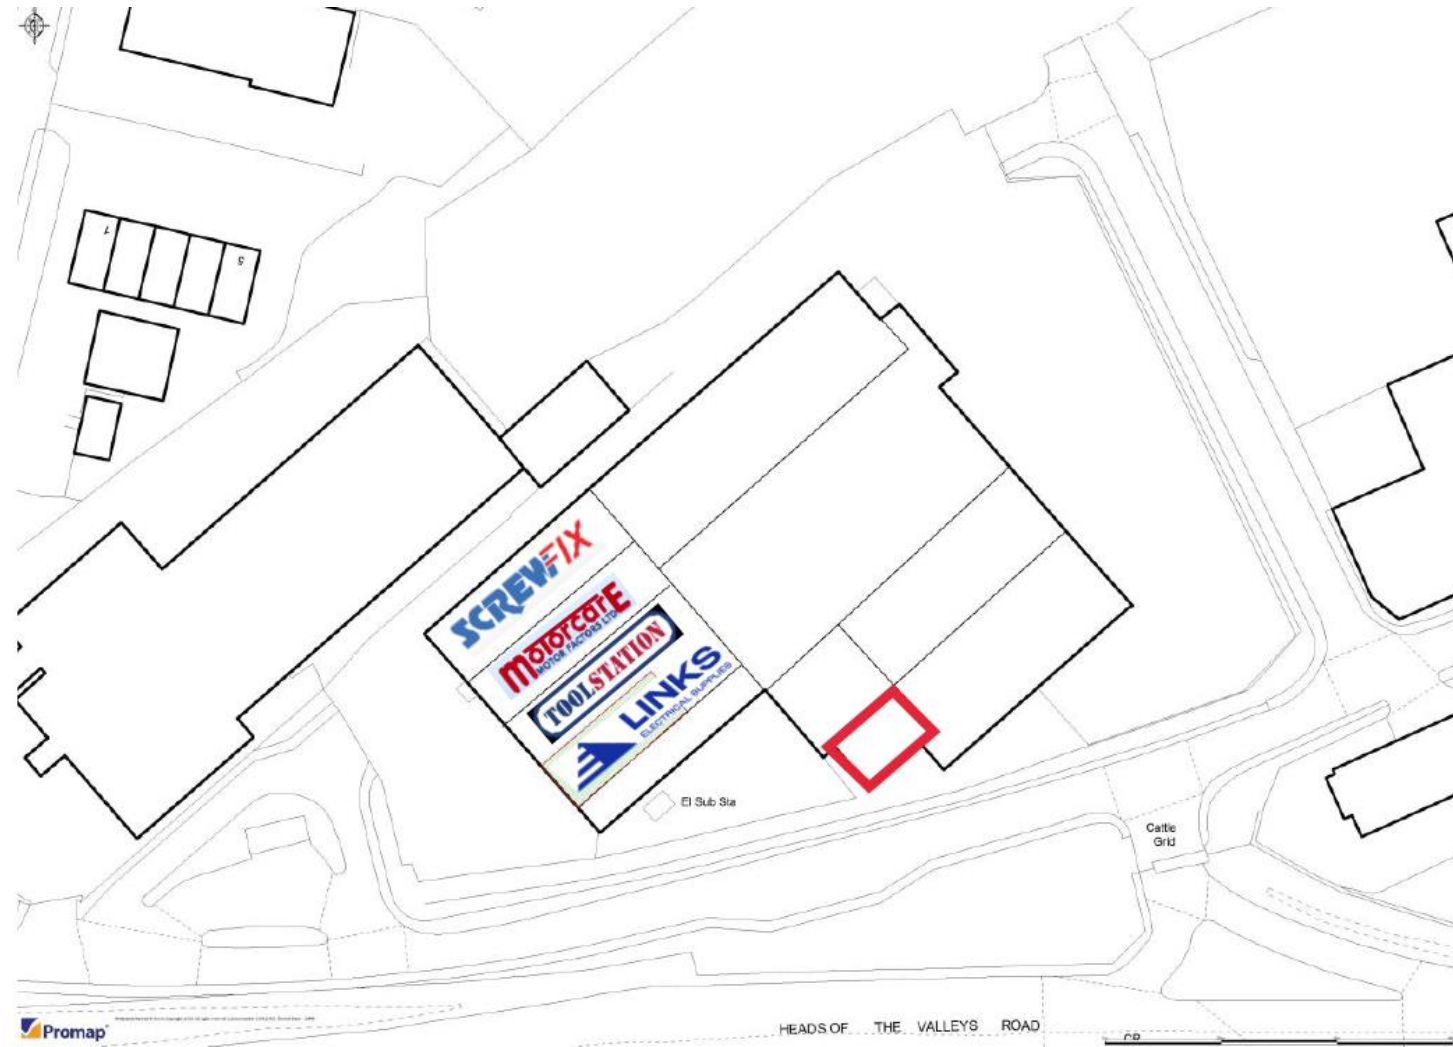 1
5
SCREWFIX
motorcarE
MOTOR FACTORS LTD
TOOLSTATION
LINKS
ELECTRICAL SUPPLIES
El Sub Sta
Cattle
Grid
Promap
HEADS OF THE VALLEYS ROAD
CR